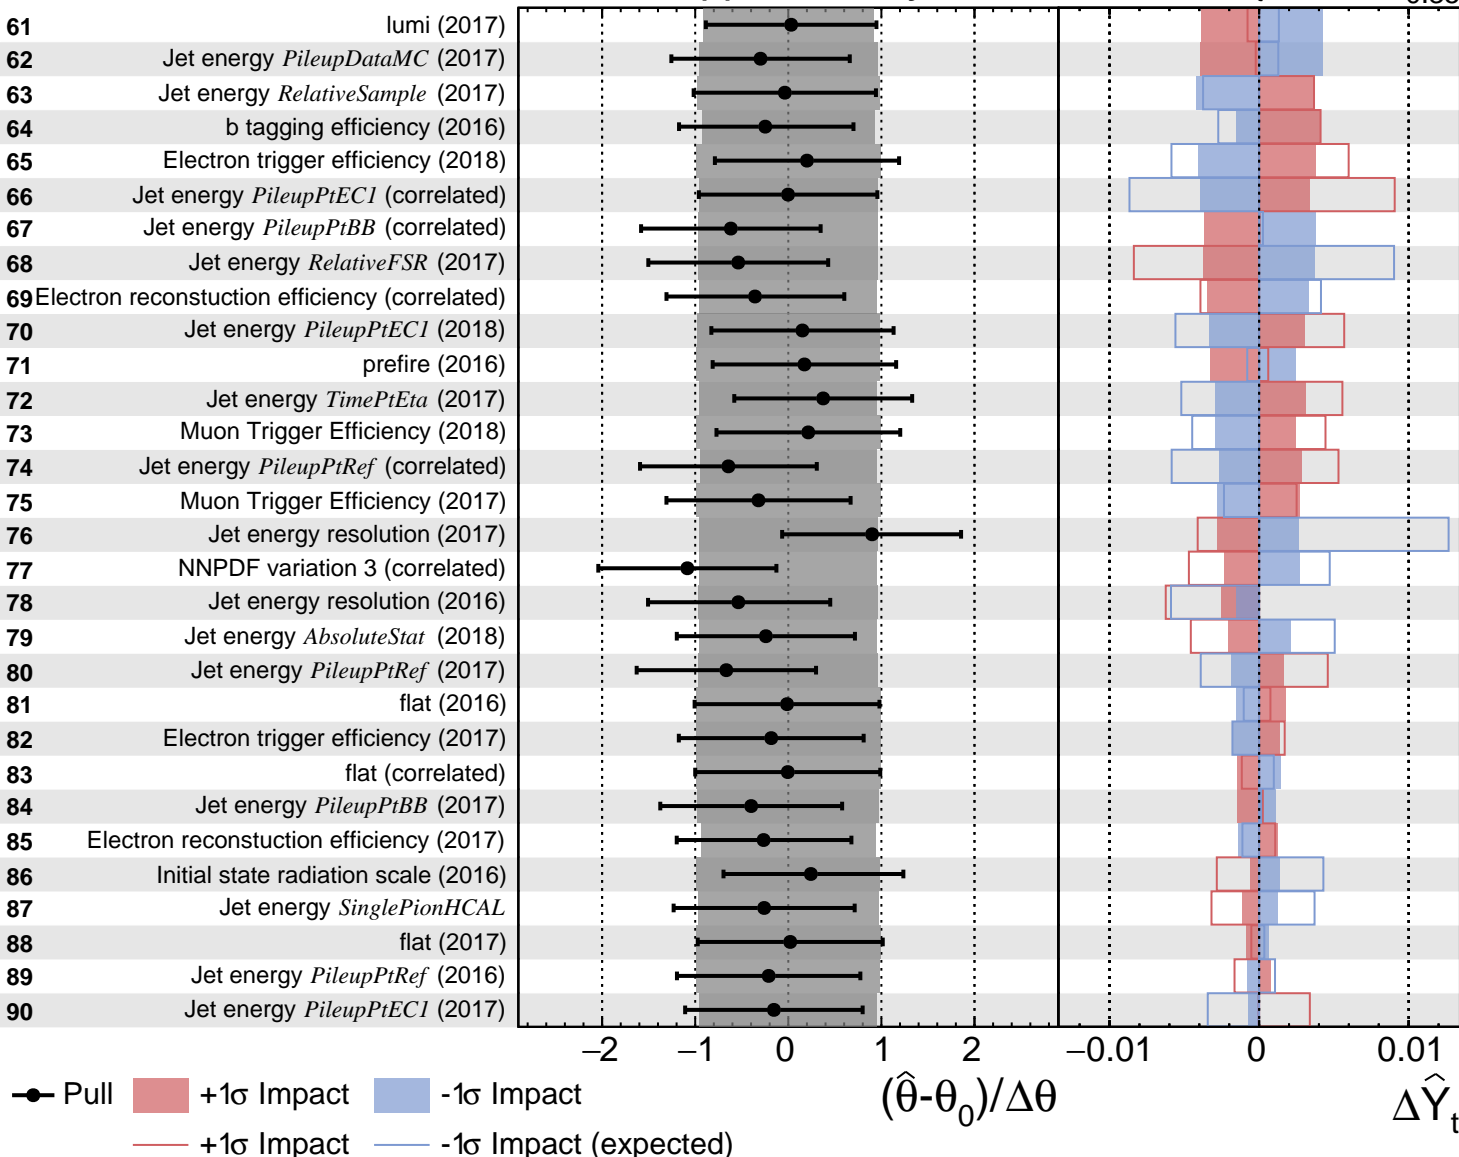 61 lumi (2017)
62 Jet energy PileupDataMC (2017)
63 Jet energy RelativeSample (2017)
64 b tagging efficiency (2016)
65 Electron trigger efficiency (2018)
66 Jet energy PileupPtEC1 (correlated)
67 Jet energy PileupPtBB (correlated)
68 Jet energy RelativeFSR (2017)
69 Electron reconstuction efficiency (correlated)
70 Jet energy PileupPtEC1 (2018)
71 prefire (2016)
72 Jet energy TimePtEta (2017)
73 Muon Trigger Efficiency (2018)
74 Jet energy PileupPtRef (correlated)
75 Muon Trigger Efficiency (2017)
76 Jet energy resolution (2017)
77 NNPDF variation 3 (correlated)
78 Jet energy resolution (2016)
79 Jet energy AbsoluteStat (2018)
80 Jet energy PileupPtRef (2017)
81 flat (2016)
82 Electron trigger efficiency (2017)
83 flat (correlated)
84 Jet energy PileupPtBB (2017)
85 Electron reconstuction efficiency (2017)
86 Initial state radiation scale (2016)
87 Jet energy SinglePionHCAL
88 flat (2017)
89 Jet energy PileupPtRef (2016)
90 Jet energy PileupPtEC1 (2017)
−2 −1 0 1 2 −0.01 0 0.01
Pull +1σ Impact -1σ Impact (θ̂-θ₀)/Δθ ΔŶₜ
+1σ Impact -1σ Impact (expected)